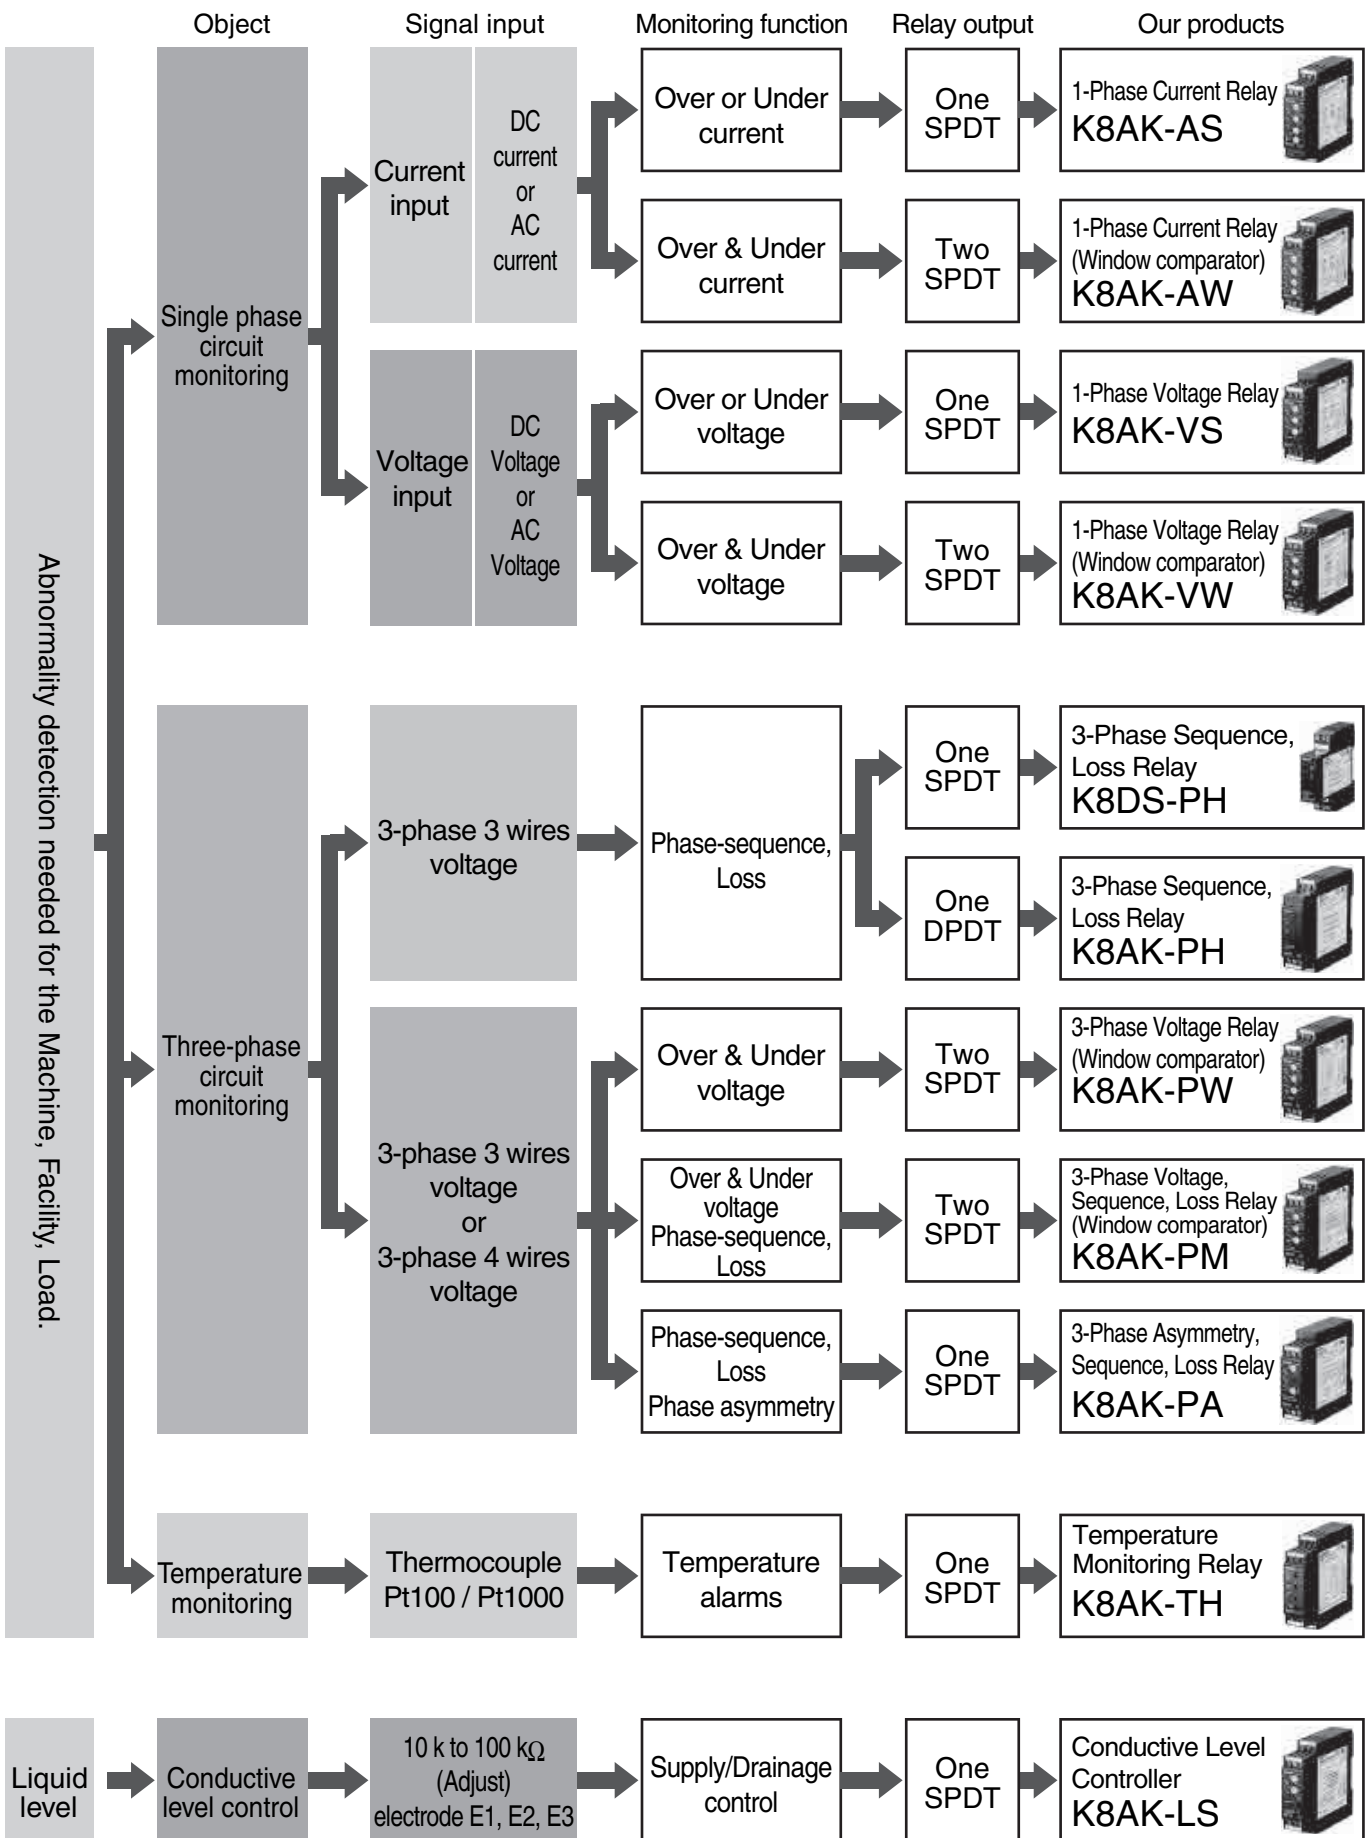 Object
Signal input
Monitoring function
Relay output
Our products
Abnormality detection needed for the Machine, Facility, Load.
Single phase
circuit
monitoring
Current
input
DC
current
or
AC
current
Over or Under
current
One
SPDT
1-Phase Current Relay
K8AK-AS
Over & Under
current
Two
SPDT
1-Phase Current Relay
(Window comparator)
K8AK-AW
Voltage
input
DC
Voltage
or
AC
Voltage
Over or Under
voltage
One
SPDT
1-Phase Voltage Relay
K8AK-VS
Over & Under
voltage
Two
SPDT
1-Phase Voltage Relay
(Window comparator)
K8AK-VW
Three-phase
circuit
monitoring
3-phase 3 wires
voltage
Phase-sequence,
Loss
One
SPDT
3-Phase Sequence,
Loss Relay
K8DS-PH
One
DPDT
3-Phase Sequence,
Loss Relay
K8AK-PH
3-phase 3 wires
voltage
or
3-phase 4 wires
voltage
Over & Under
voltage
Two
SPDT
3-Phase Voltage Relay
(Window comparator)
K8AK-PW
Over & Under
voltage
Phase-sequence,
Loss
Two
SPDT
3-Phase Voltage,
Sequence, Loss Relay
(Window comparator)
K8AK-PM
Phase-sequence,
Loss
Phase asymmetry
One
SPDT
3-Phase Asymmetry,
Sequence, Loss Relay
K8AK-PA
Temperature
monitoring
Thermocouple
Pt100 / Pt1000
Temperature
alarms
One
SPDT
Temperature
Monitoring Relay
K8AK-TH
Liquid
level
Conductive
level control
10 k to 100 kΩ
(Adjust)
electrode E1, E2, E3
Supply/Drainage
control
One
SPDT
Conductive Level
Controller
K8AK-LS